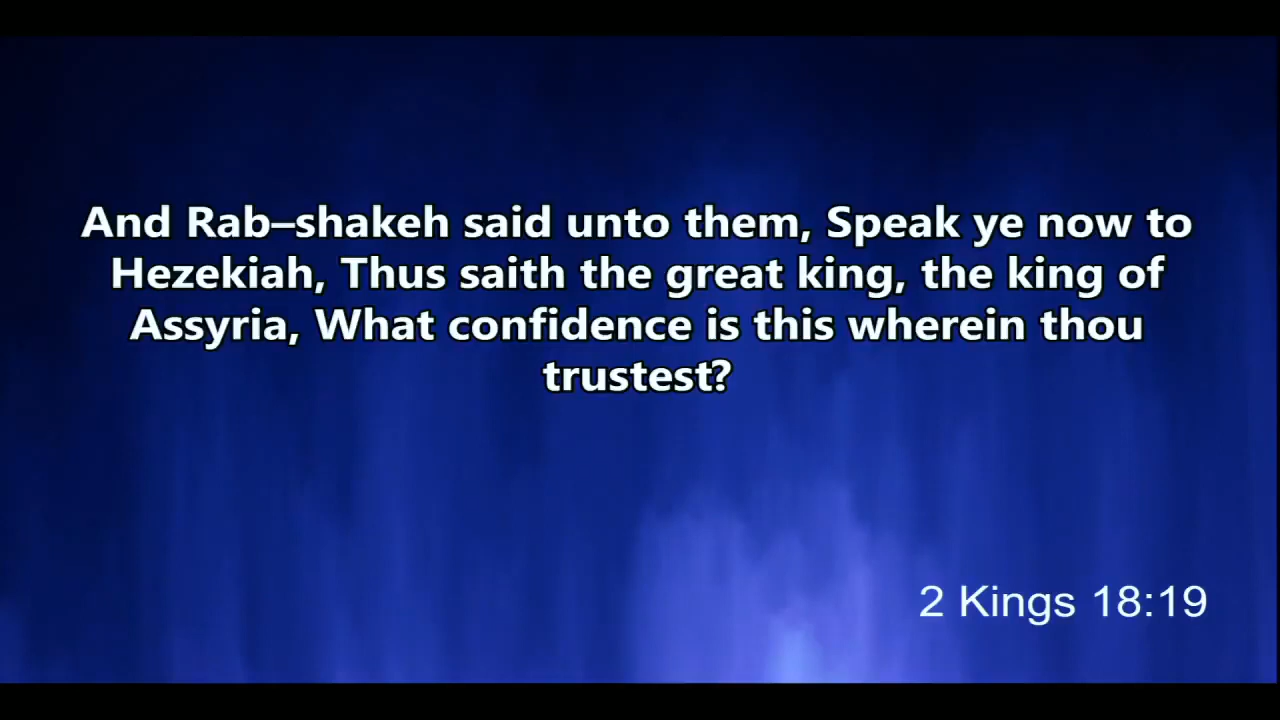 And Rab–shakeh said unto them, Speak ye now to
Hezekiah, Thus saith the great king, the king of
Assyria, What confidence is this wherein thou
trustest?
2 Kings 18:19